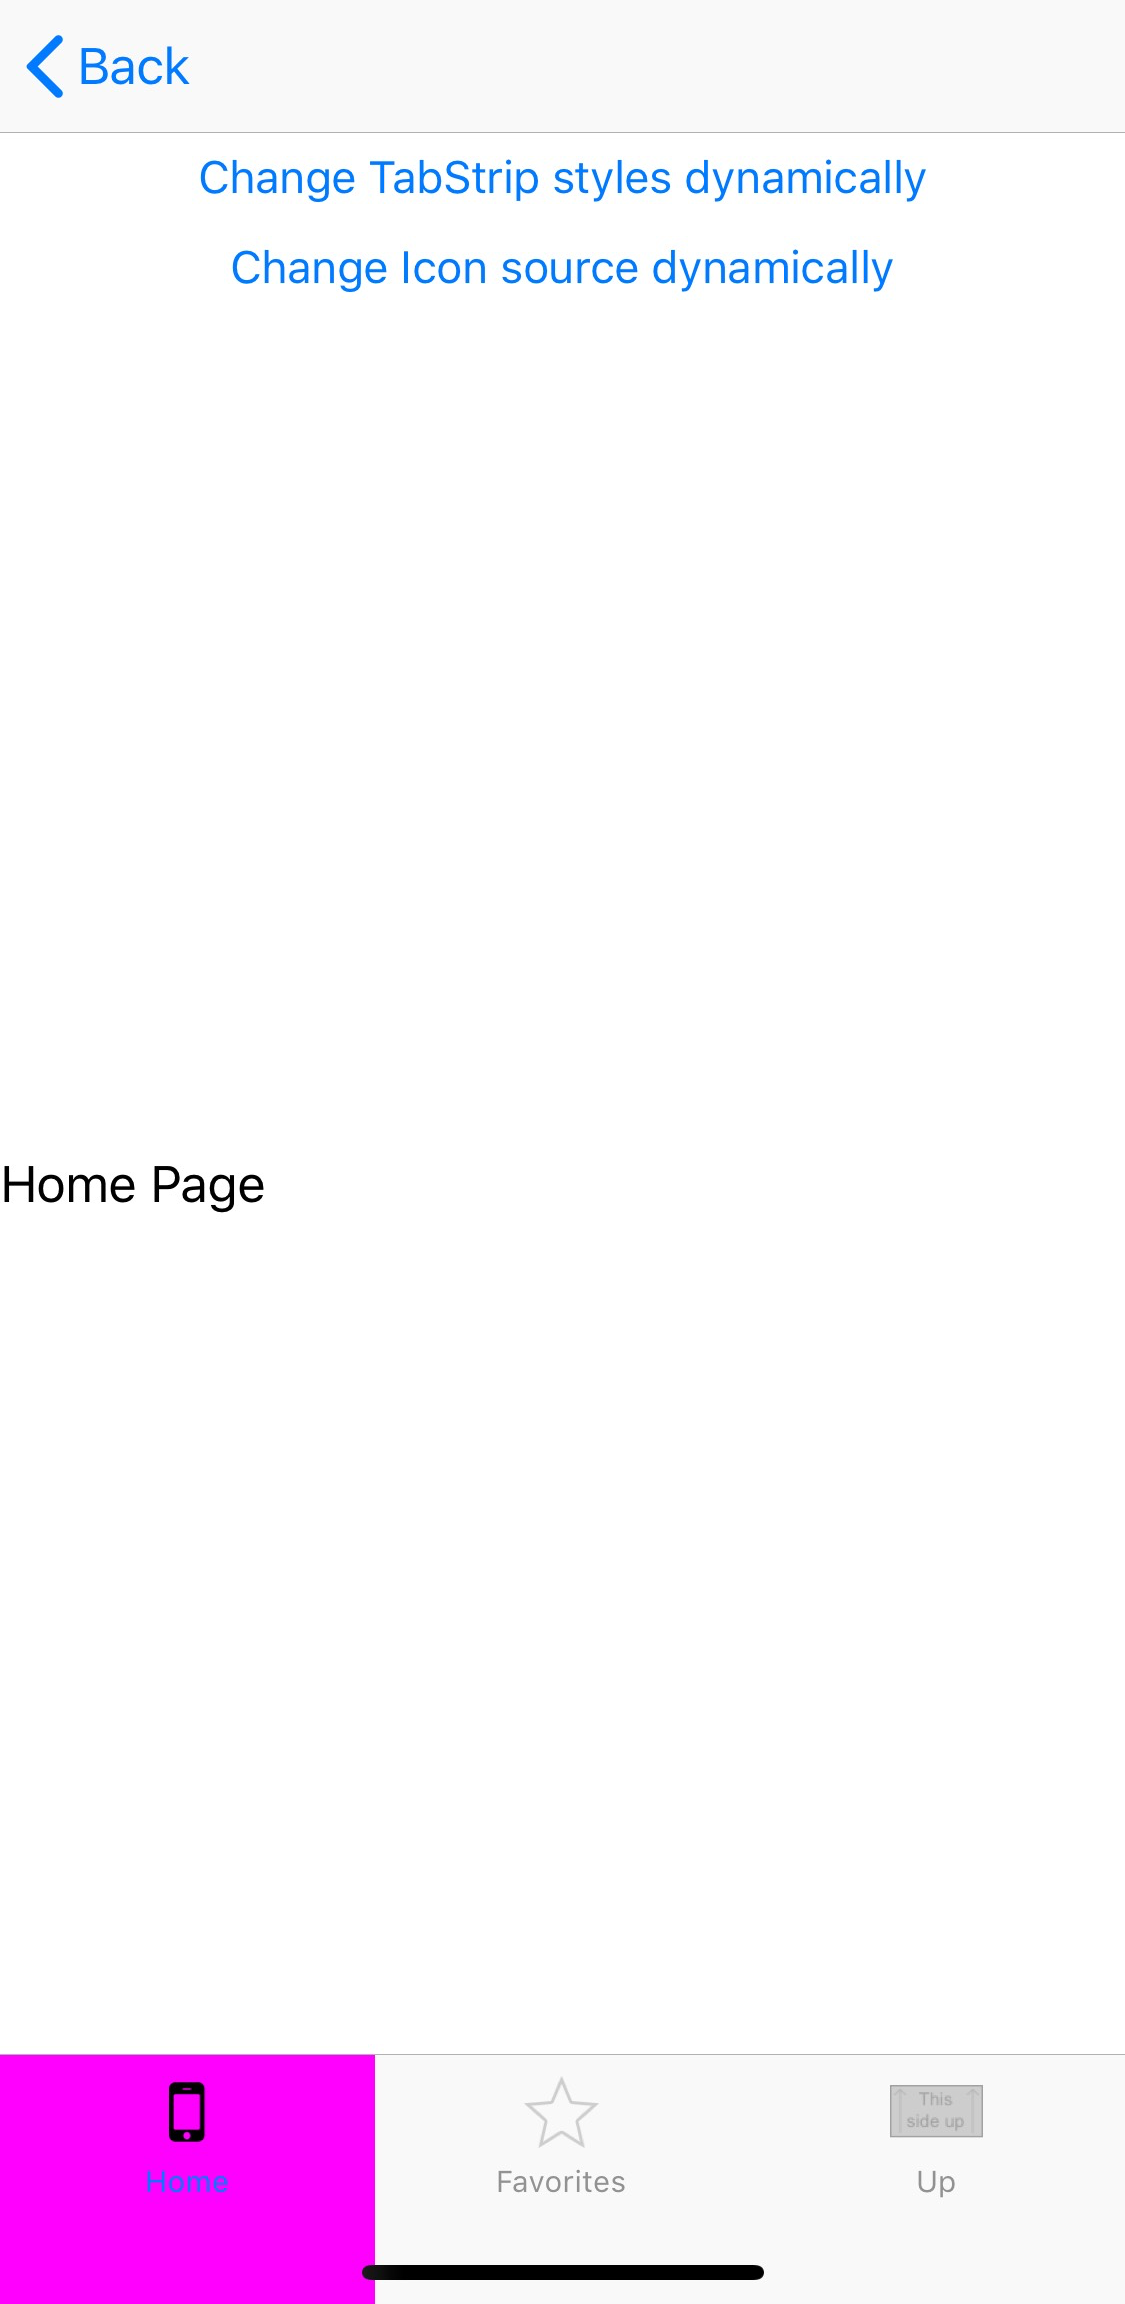 Back
Change TabStrip styles dynamically
Change Icon source dynamically
Home Page
This
side up
Home
Favorites
Up